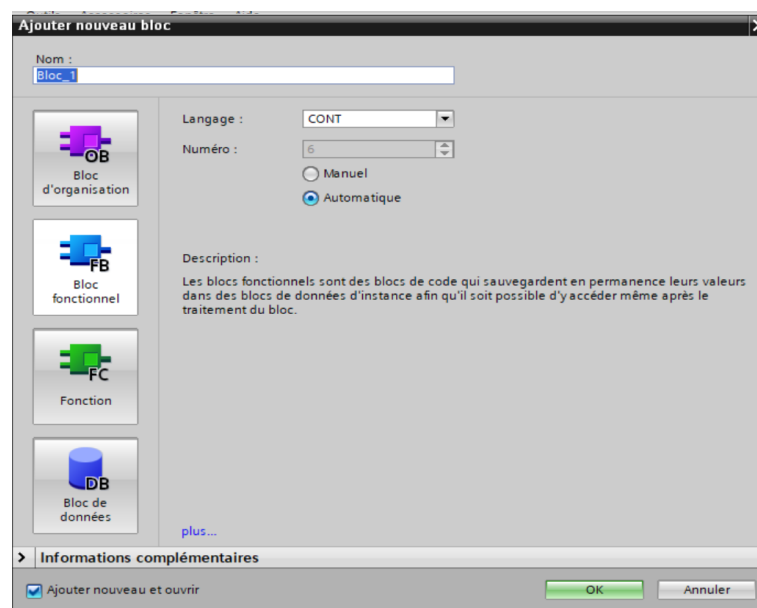 Ajouter nouveau bloc
Nom :
Bloc_1
Langage :
CONT
Numéro :
6
Manuel
Automatique
OB
Bloc
d'organisation
FB
Bloc
fonctionnel
FC
Fonction
DB
Bloc de
données
Description :
Les blocs fonctionnels sont des blocs de code qui sauvegardent en permanence leurs valeurs
dans des blocs de données d'instance afin qu'il soit possible d'y accéder même après le
traitement du bloc.
plus...
Informations complémentaires
Ajouter nouveau et ouvrir
OK
Annuler